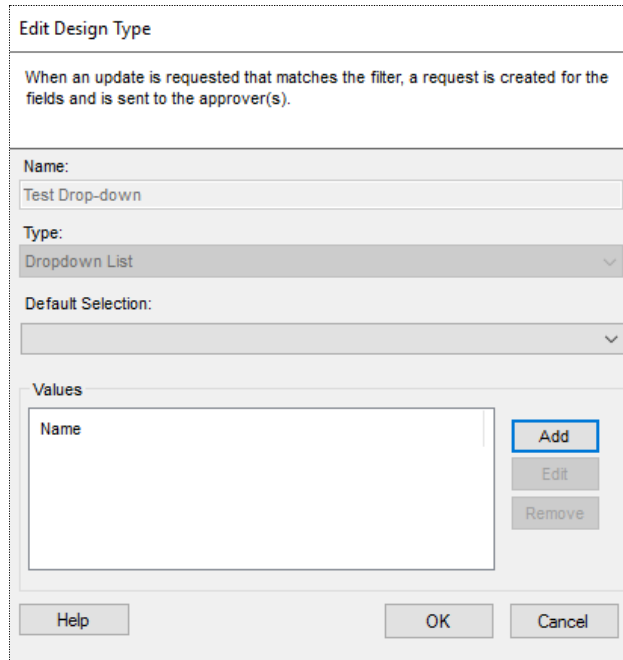 Edit Design Type
When an update is requested that matches the filter, a request is created for the
fields and is sent to the approver(s).
Name:
Test Drop-down
Type:
Dropdown List
Default Selection:
Values
Name
Add
Edit
Remove
Help
OK
Cancel